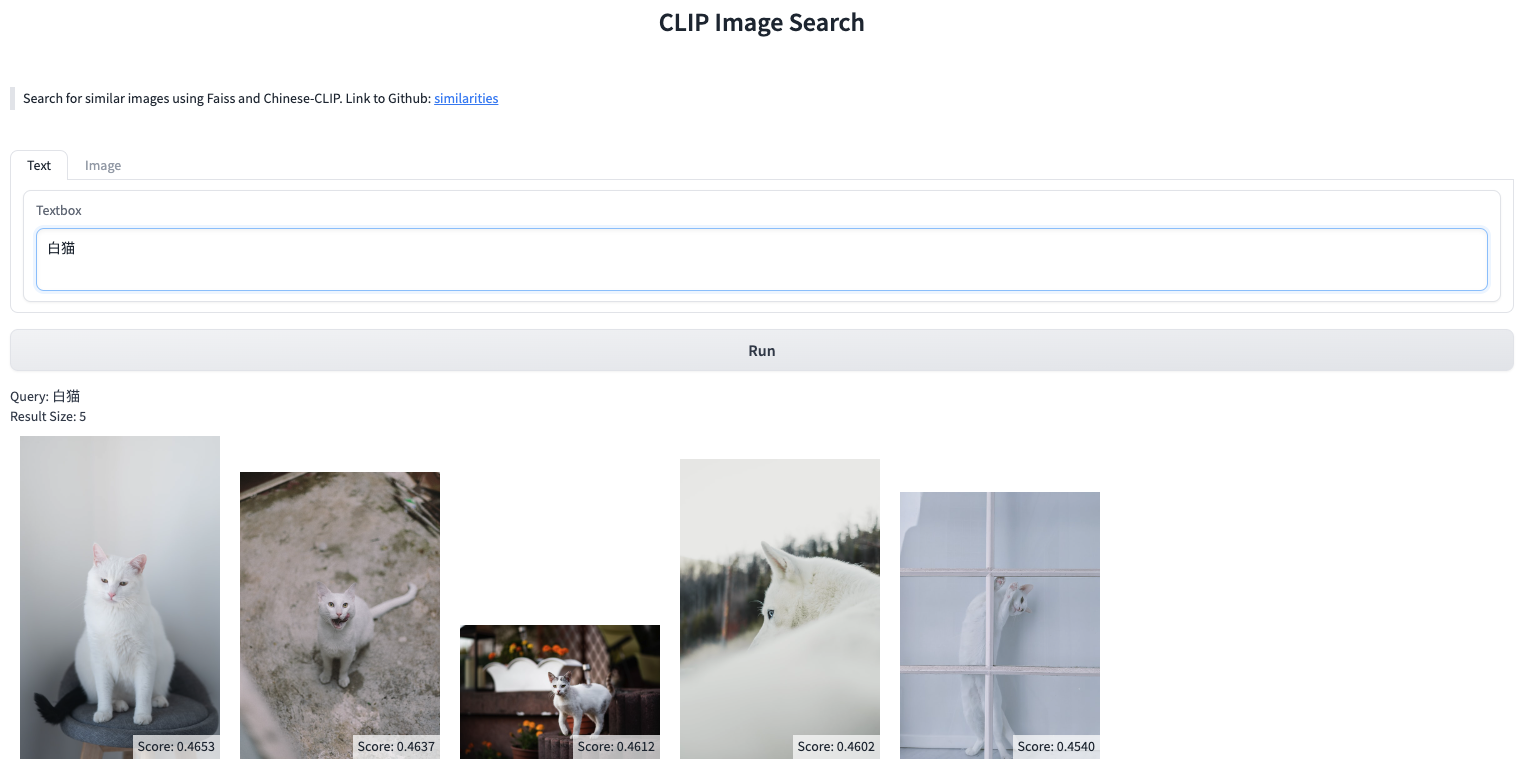 CLIP Image Search
Search for similar images using Faiss and Chinese-CLIP. Link to Github: similarities
Text Image
Textbox
白猫
Run
Query: 白猫
Result Size: 5
Score: 0.4653 Score: 0.4637 Score: 0.4612 Score: 0.4602 Score: 0.4540